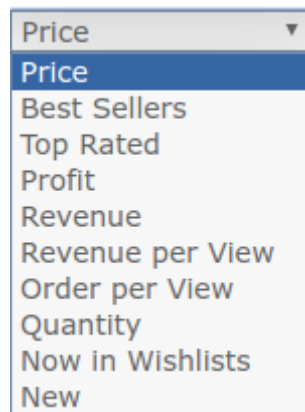 Price
Price
Best Sellers
Top Rated
Profit
Revenue
Revenue per View
Order per View
Quantity
Now in Wishlists
New